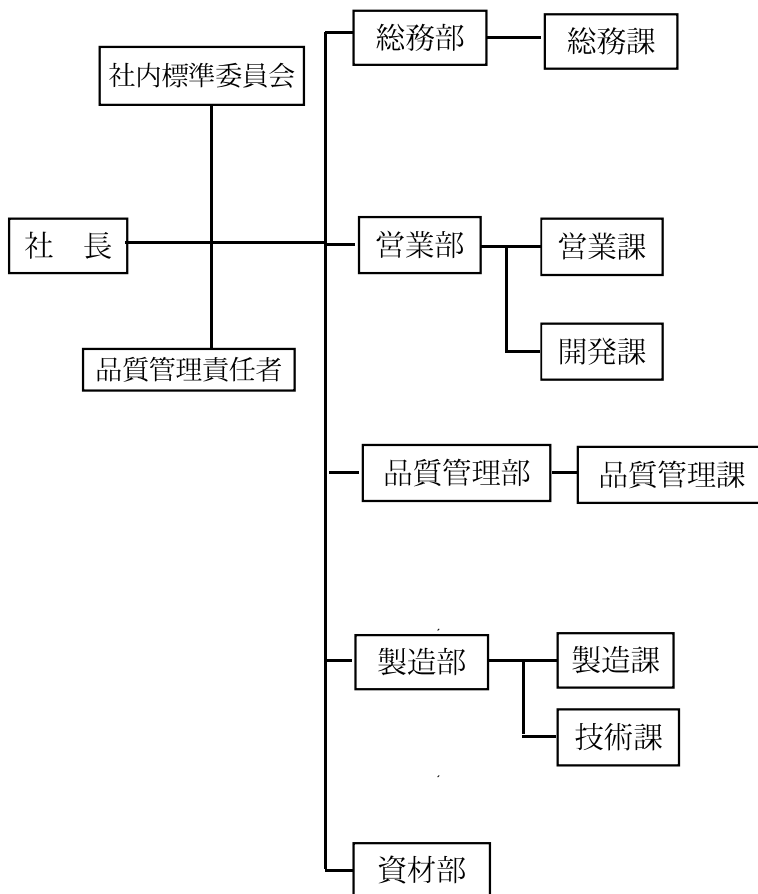 総務部
総務課
社内標準委員会
社　長
営業部
営業課
開発課
品質管理責任者
品質管理部
品質管理課
製造部
製造課
技術課
資材部